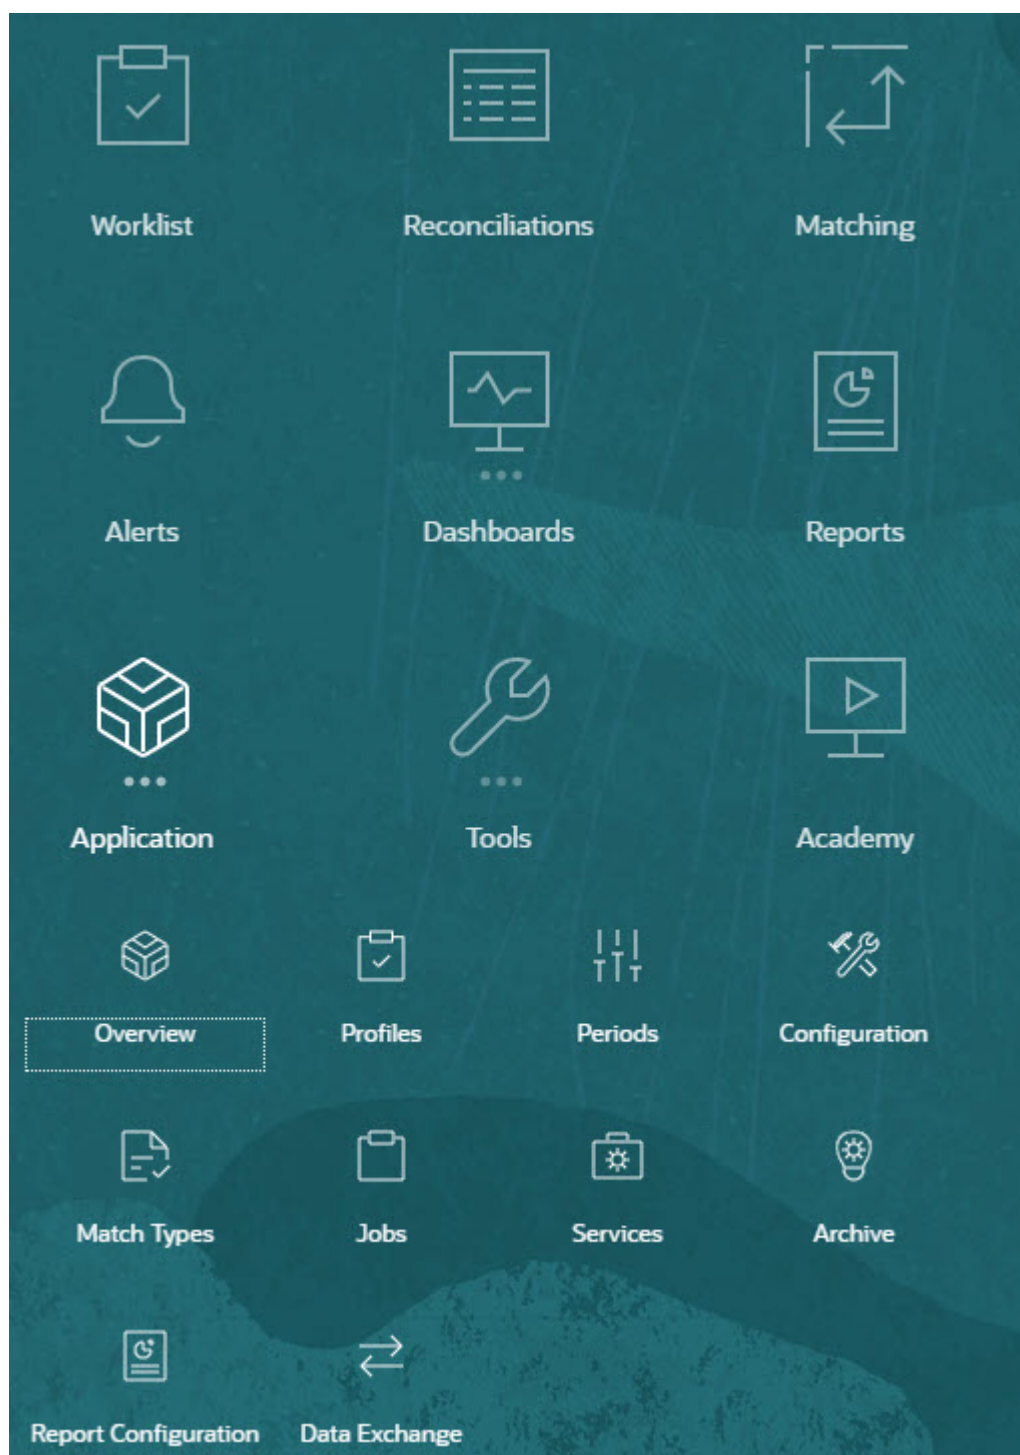 Worklist Reconciliations Matching
Alerts Dashboards Reports
Application Tools Academy
Overview Profiles Periods Configuration
Match Types Jobs Services Archive
Report Configuration Data Exchange